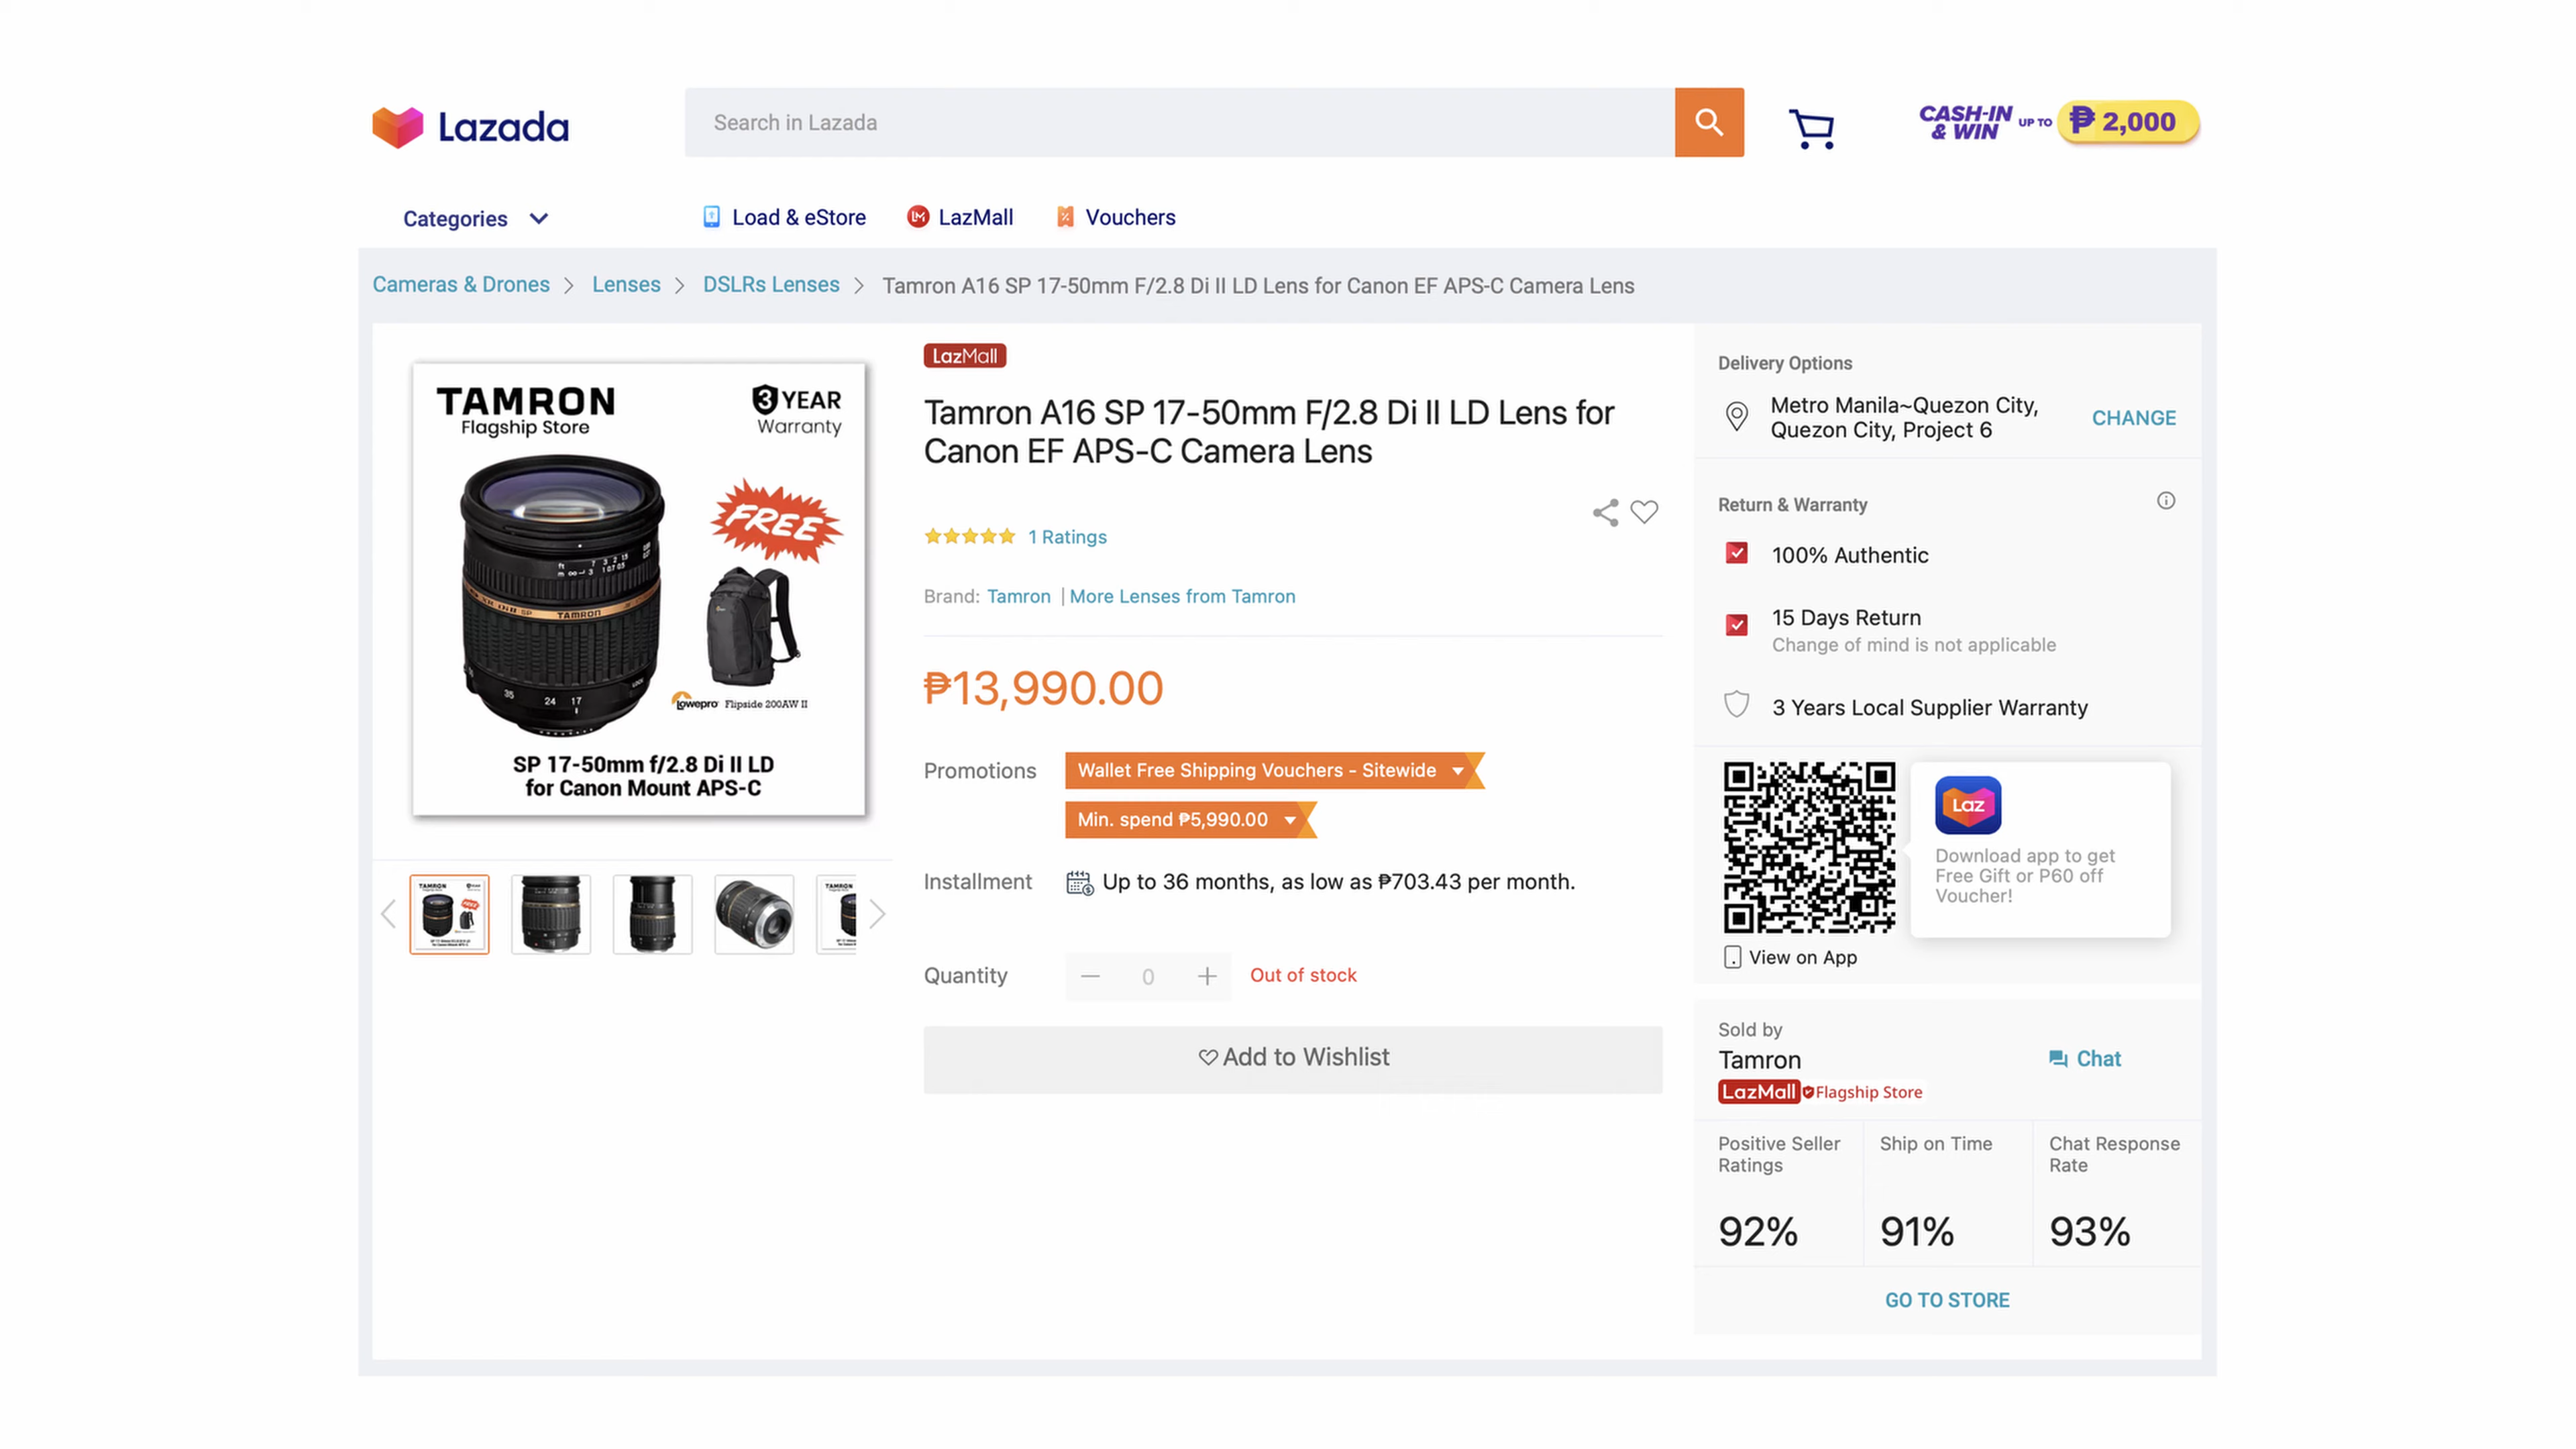 Lazada
Search in Lazada
CASH-IN & WIN UP TO ₱ 2,000
Categories
Load & eStore
LazMall
Vouchers
Cameras & Drones > Lenses > DSLRs Lenses > Tamron A16 SP 17-50mm F/2.8 Di II LD Lens for Canon EF APS-C Camera Lens
TAMRON
Flagship Store
3 YEAR
Warranty
FREE
TAMRON
35 24 17
LOCK
Lowepro Flipside 200AW II
SP 17-50mm f/2.8 Di II LD
for Canon Mount APS-C
LazMall
Tamron A16 SP 17-50mm F/2.8 Di II LD Lens for
Canon EF APS-C Camera Lens
1 Ratings
Brand: Tamron | More Lenses from Tamron
₱13,990.00
Promotions
Wallet Free Shipping Vouchers - Sitewide
Min. spend ₱5,990.00
Installment
Up to 36 months, as low as ₱703.43 per month.
Quantity
0
Out of stock
Add to Wishlist
Delivery Options
Metro Manila~Quezon City,
Quezon City, Project 6
CHANGE
Return & Warranty
100% Authentic
15 Days Return
Change of mind is not applicable
3 Years Local Supplier Warranty
Laz
Download app to get
Free Gift or P60 off
Voucher!
View on App
Sold by
Tamron
Chat
LazMall Flagship Store
Positive Seller
Ratings
92%
Ship on Time
91%
Chat Response
Rate
93%
GO TO STORE